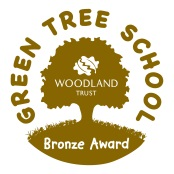 GREEN TREE SCHOOL
WOODLAND
TRUST
Bronze Award